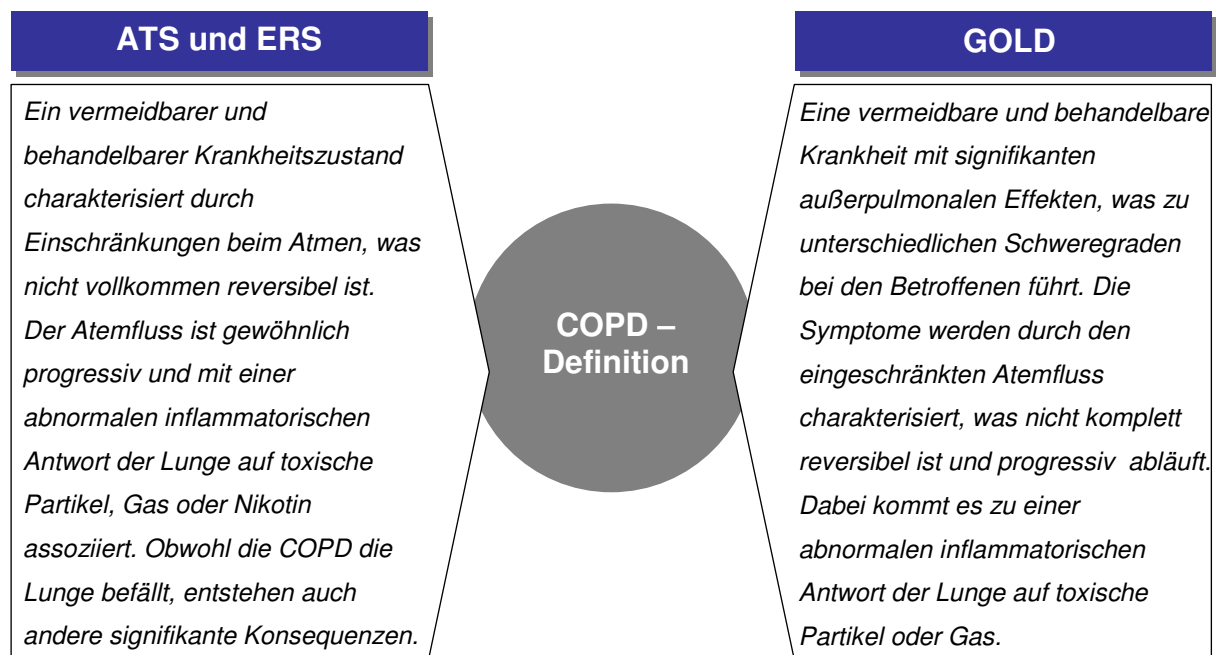 ATS und ERS
Ein vermeidbarer und
behandelbarer Krankheitszustand
charakterisiert durch
Einschränkungen beim Atmen, was
nicht vollkommen reversibel ist.
Der Atemfluss ist gewöhnlich
progressiv und mit einer
abnormalen inflammatorischen
Antwort der Lunge auf toxische
Partikel, Gas oder Nikotin
assoziiert. Obwohl die COPD die
Lunge befällt, entstehen auch
andere signifikante Konsequenzen.
COPD –
Definition
GOLD
Eine vermeidbare und behandelbare
Krankheit mit signifikanten
außerpulmonalen Effekten, was zu
unterschiedlichen Schweregraden
bei den Betroffenen führt. Die
Symptome werden durch den
eingeschränkten Atemfluss
charakterisiert, was nicht komplett
reversibel ist und progressiv abläuft.
Dabei kommt es zu einer
abnormalen inflammatorischen
Antwort der Lunge auf toxische
Partikel oder Gas.